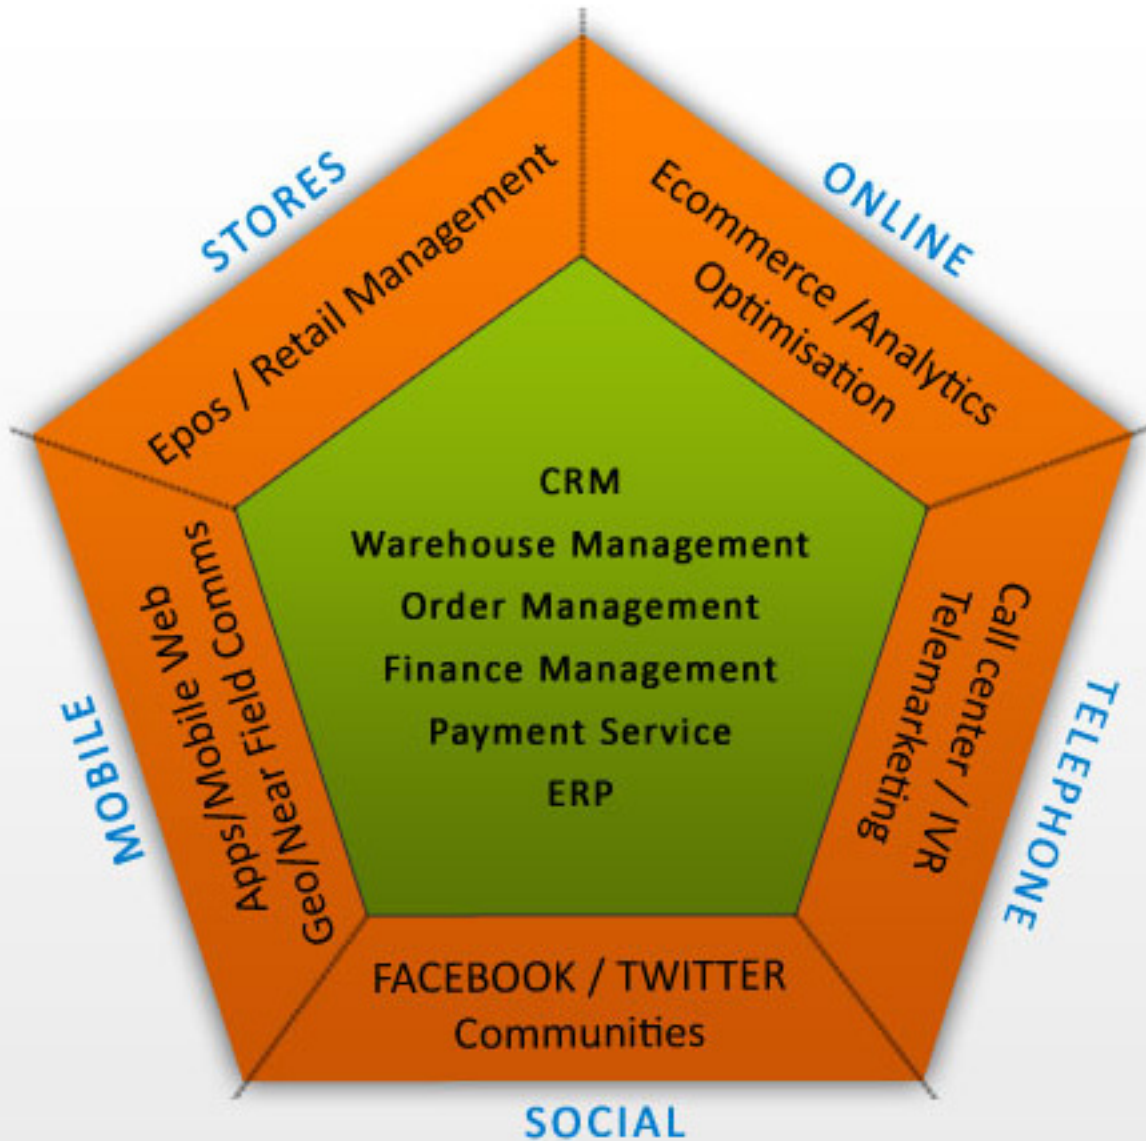 STORES
Epos / Retail Management
ONLINE
Ecommerce /Analytics
Optimisation
CRM
Warehouse Management
Order Management
Finance Management
Payment Service
ERP
MOBILE
Apps/Mobile Web
Geo/Near Field Comms
TELEPHONE
Call center / IVR
Telemarketing
FACEBOOK / TWITTER
Communities
SOCIAL